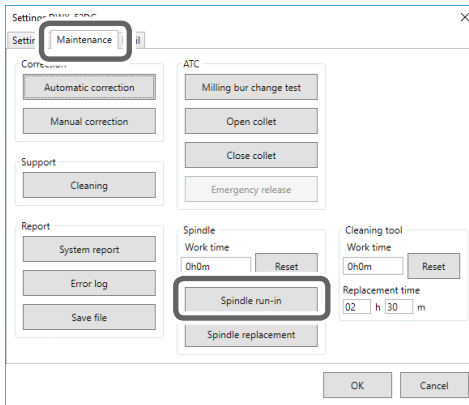 Settings DWX-52DC
Maintenance
Correction
Automatic correction
Manual correction
Support
Cleaning
Report
System report
Error log
Save file
ATC
Milling bur change test
Open collet
Close collet
Emergency release
Spindle
Work time
0h0m Reset
Spindle run-in
Spindle replacement
Cleaning tool
Work time
0h0m Reset
Replacement time
02 h 30 m
OK Cancel